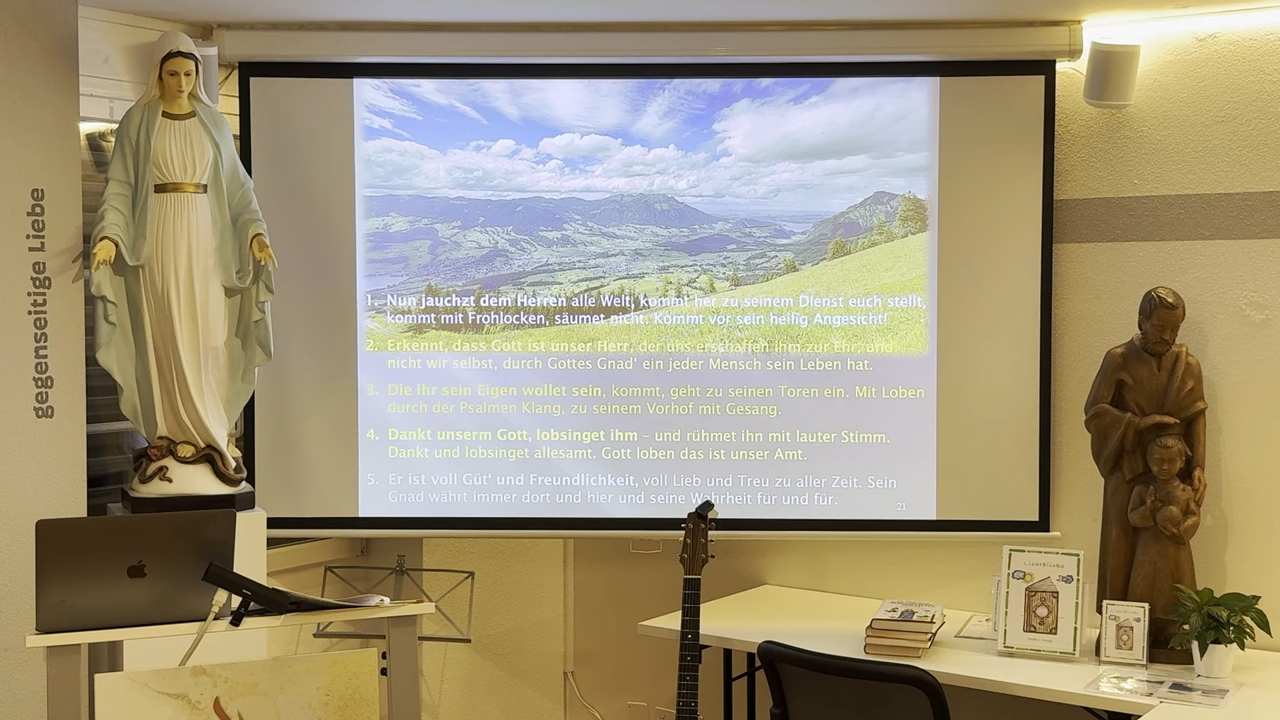 gegenseitige Liebe
1. Nun jauchzt dem Herren alle Welt, kommt her zu seinem Dienst euch stellt,
kommt mit Frohlocken, säumet nicht. Kommt vor sein heilig Angesicht!
2. Erkennt, dass Gott ist unser Herr, der uns erschaffen ihm zur Ehr, und
nicht wir selbst, durch Gottes Gnad' ein jeder Mensch sein Leben hat.
3. Die ihr sein Eigen wollet sein, kommt, geht zu seinen Toren ein. Mit Loben
durch der Psalmen Klang, zu seinem Vorhof mit Gesang.
4. Dankt unserm Gott, lobsinget ihm – und rühmet ihn mit lauter Stimm.
Dankt und lobsinget allesamt. Gott loben das ist unser Amt.
5. Er ist voll Güt' und Freundlichkeit, voll Lieb und Treu zu aller Zeit. Sein
Gnad währt immer dort und hier und seine Wahrheit für und für.
21
Lichtblicke